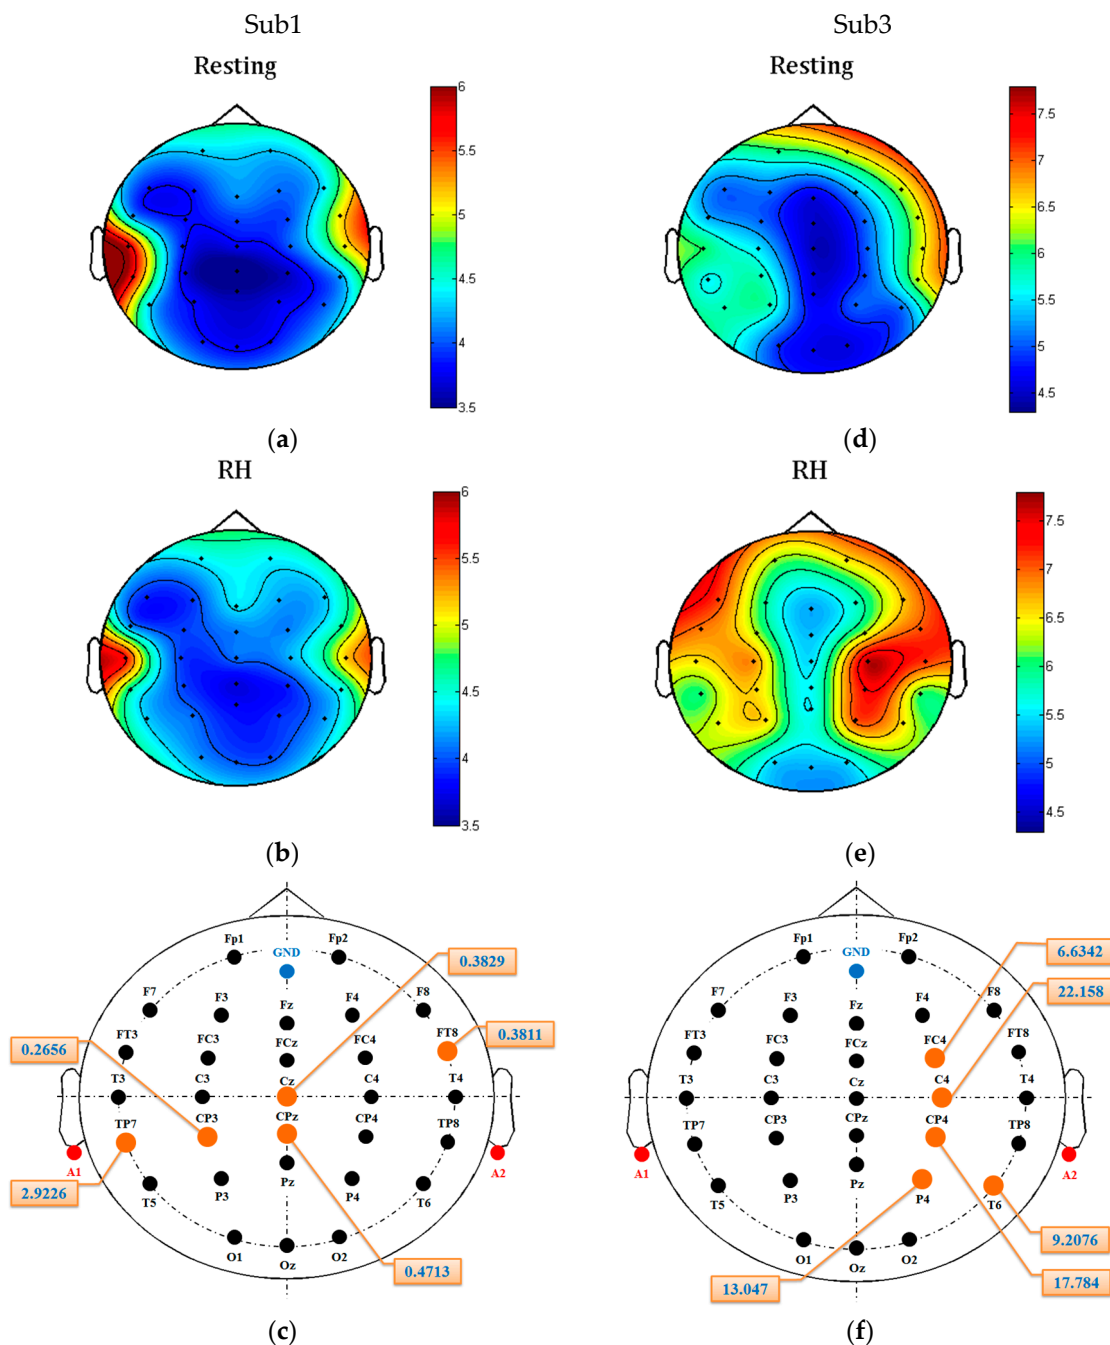 Sub1
Sub3
Resting
Resting
6
5.5
5
4.5
4
3.5
7.5
7
6.5
6
5.5
5
4.5
(a)
(d)
RH
RH
6
5.5
5
4.5
4
3.5
7.5
7
6.5
6
5.5
5
4.5
(b)
(e)
Fp1 GND Fp2
0.3829
F7 F3 Fz F4 F8
FT3 FC3 FCz FC4 FT8
0.2656
0.3811
T3 C3 Cz C4 T4
TP7 CP3 CPz CP4 TP8
A1 A2
2.9226
T5 P3 Pz P4 T6
O1 Oz O2
0.4713
(c)
Fp1 GND Fp2
6.6342
F7 F3 Fz F4 F8
22.158
FT3 FC3 FCz FC4 FT8
T3 C3 Cz C4 T4
TP7 CP3 CPz CP4 TP8
A1 A2
T5 P3 Pz P4 T6
O1 Oz O2
9.2076
13.047
17.784
(f)